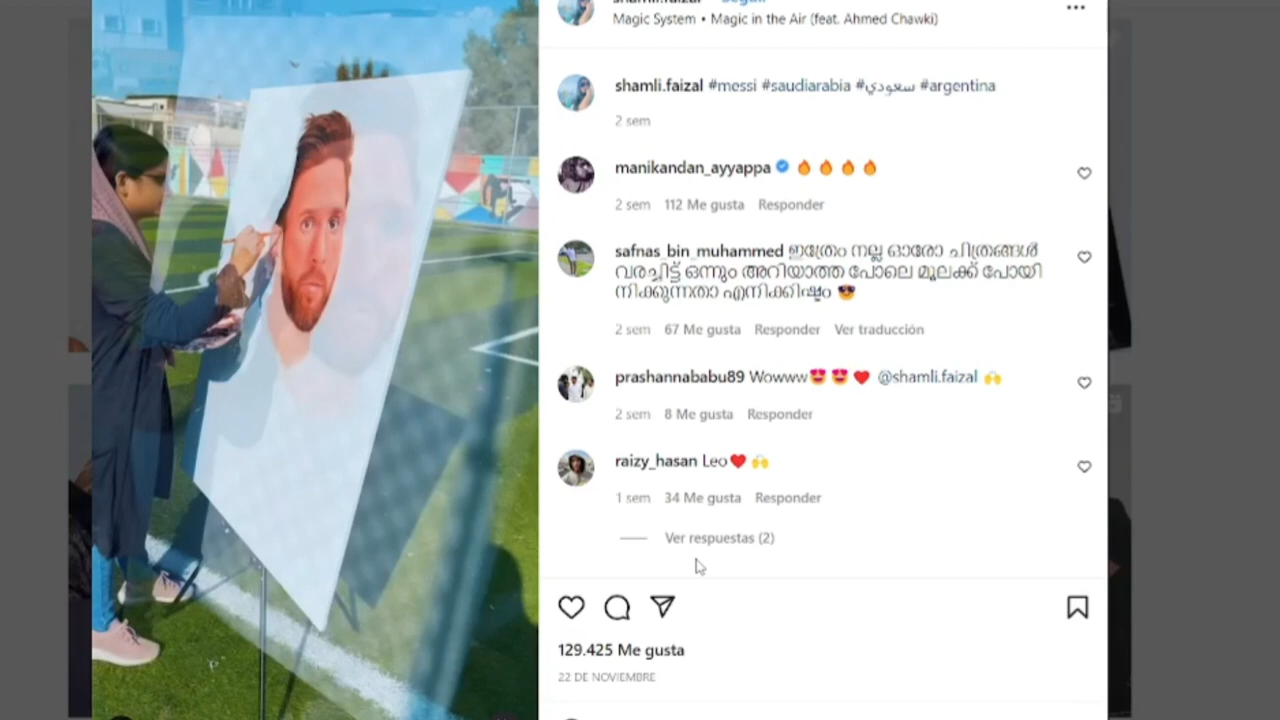 Magic System • Magic in the Air (feat. Ahmed Chawki)
shamli.faizal #messi #saudiarabia #سعودي #argentina
2 sem
manikandan_ayyappa 🔥 🔥 🔥 🔥
2 sem 112 Me gusta Responder
safnas_bin_muhammed ഇത്രേം നല്ല ഓരോ ചിത്രങ്ങൾ
വരച്ചിട്ട് ഒന്നും അറിയാത്ത പോലെ മൂലക്ക് പോയി
നിക്കുന്നതാ എനിക്കിഷ്ടം 😎
2 sem 67 Me gusta Responder Ver traducción
prashannababu89 Wowww😍😍❤️ @shamli.faizal 🙌
2 sem 8 Me gusta Responder
raizy_hasan Leo❤️🙌
1 sem 34 Me gusta Responder
Ver respuestas (2)
129.425 Me gusta
22 DE NOVIEMBRE